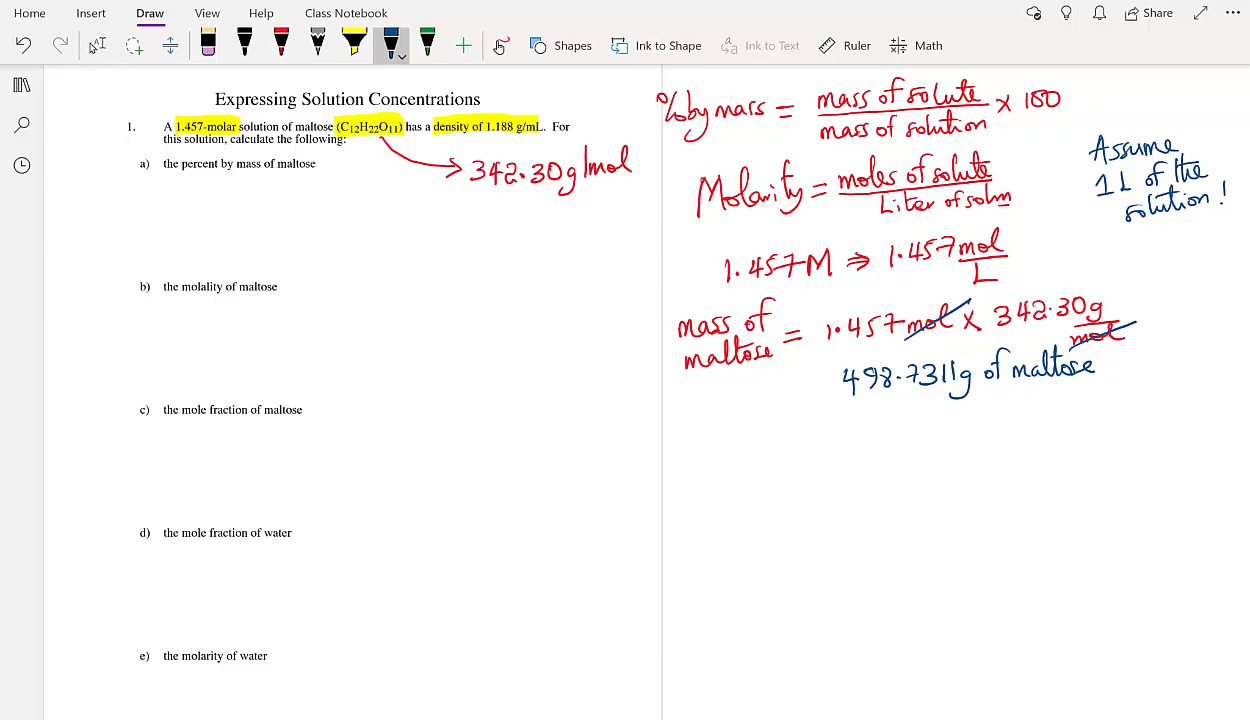 Home Insert Draw View Help Class Notebook Share
Shapes Ink to Shape Ink to Text Ruler Math
Expressing Solution Concentrations
1. A 1.457-molar solution of maltose (C12H22O11) has a density of 1.188 g/mL. For
this solution, calculate the following:
a) the percent by mass of maltose
342.30g/mol
b) the molality of maltose
c) the mole fraction of maltose
d) the mole fraction of water
e) the molarity of water
% by mass = mass of solute / mass of solution × 100
Molarity = moles of solute / Liter of soln
Assume
1 L of the
solution!
1.457M ⇒ 1.457 mol/L
mass of
maltose = 1.457 mol × 342.30g/mol
498.7311g of maltose